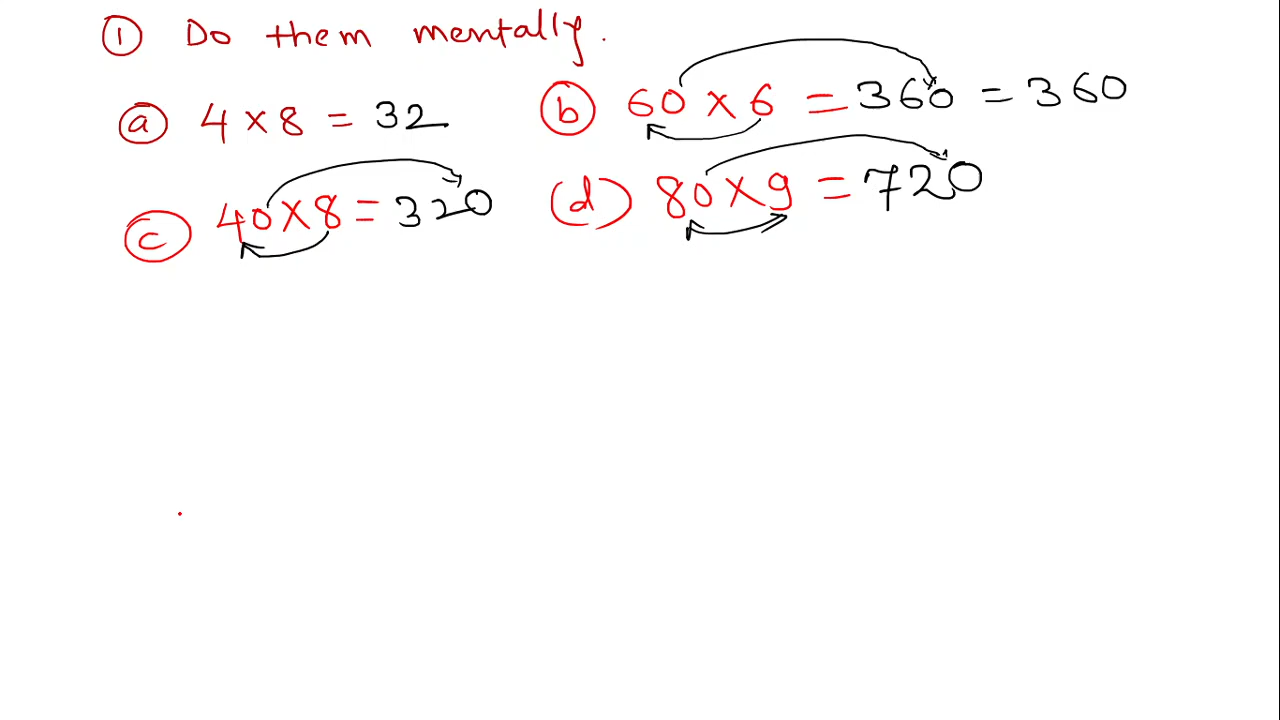 ① Do them mentally.
ⓐ 4 × 8 = 32
ⓑ 60 × 6 = 360 = 360
ⓒ 40 × 8 = 320
(d) 80 × 9 = 720